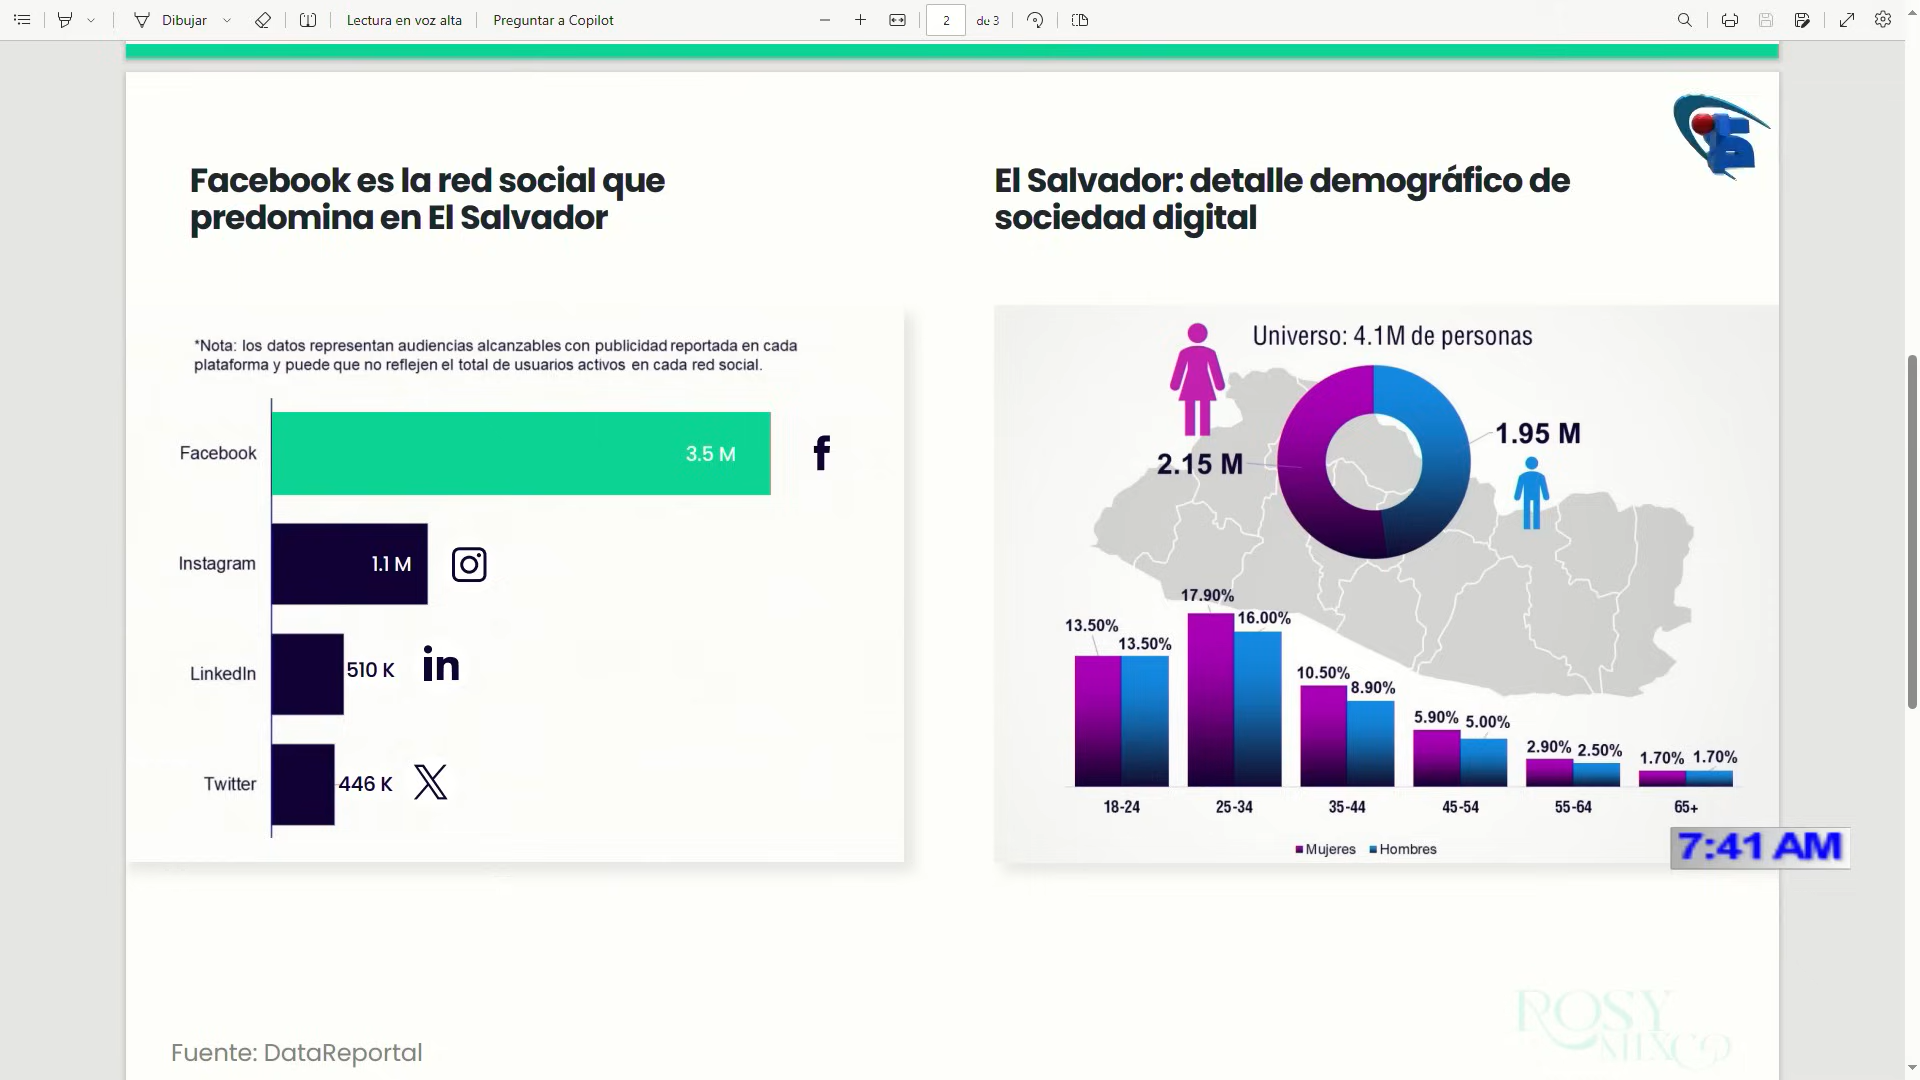 Dibujar
Lectura en voz alta
Preguntar a Copilot
2
de 3
Facebook es la red social que
predomina en El Salvador
*Nota: los datos representan audiencias alcanzables con publicidad reportada en cada
plataforma y puede que no reflejen el total de usuarios activos en cada red social.
Facebook
3.5 M
Instagram
1.1 M
LinkedIn
510 K
Twitter
446 K
El Salvador: detalle demográfico de
sociedad digital
Universo: 4.1M de personas
2.15 M
1.95 M
13.50%
13.50%
17.90%
16.00%
10.50%
8.90%
5.90%
5.00%
2.90%
2.50%
1.70%
1.70%
18-24
25-34
35-44
45-54
55-64
65+
Mujeres
Hombres
7:41 AM
Fuente: DataReportal
ROSY
MIXCO